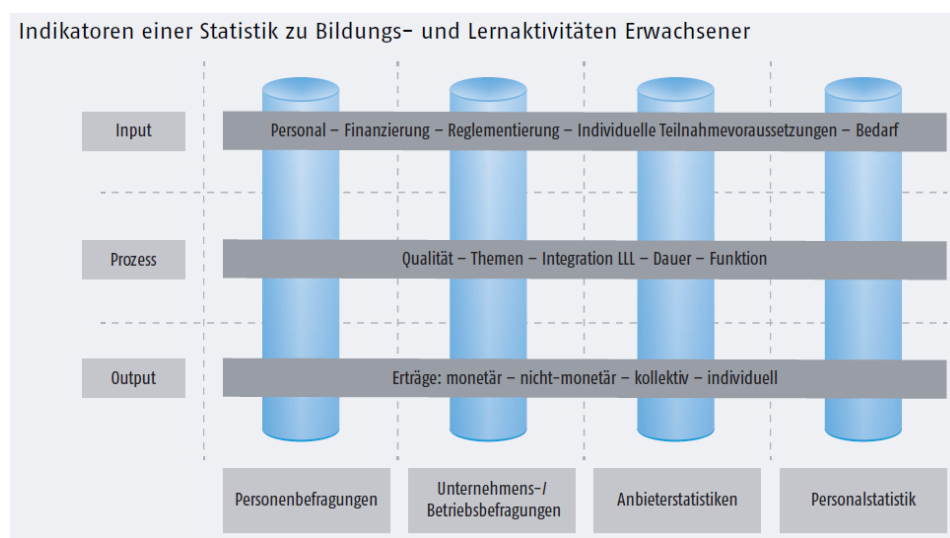 Indikatoren einer Statistik zu Bildungs- und Lernaktivitäten Erwachsener
Input
Personal – Finanzierung – Reglementierung – Individuelle Teilnahmevoraussetzungen – Bedarf
Prozess
Qualität – Themen – Integration LLL – Dauer – Funktion
Output
Erträge: monetär – nicht-monetär – kollektiv – individuell
Personenbefragungen
Unternehmens-/
Betriebsbefragungen
Anbieterstatistiken
Personalstatistik